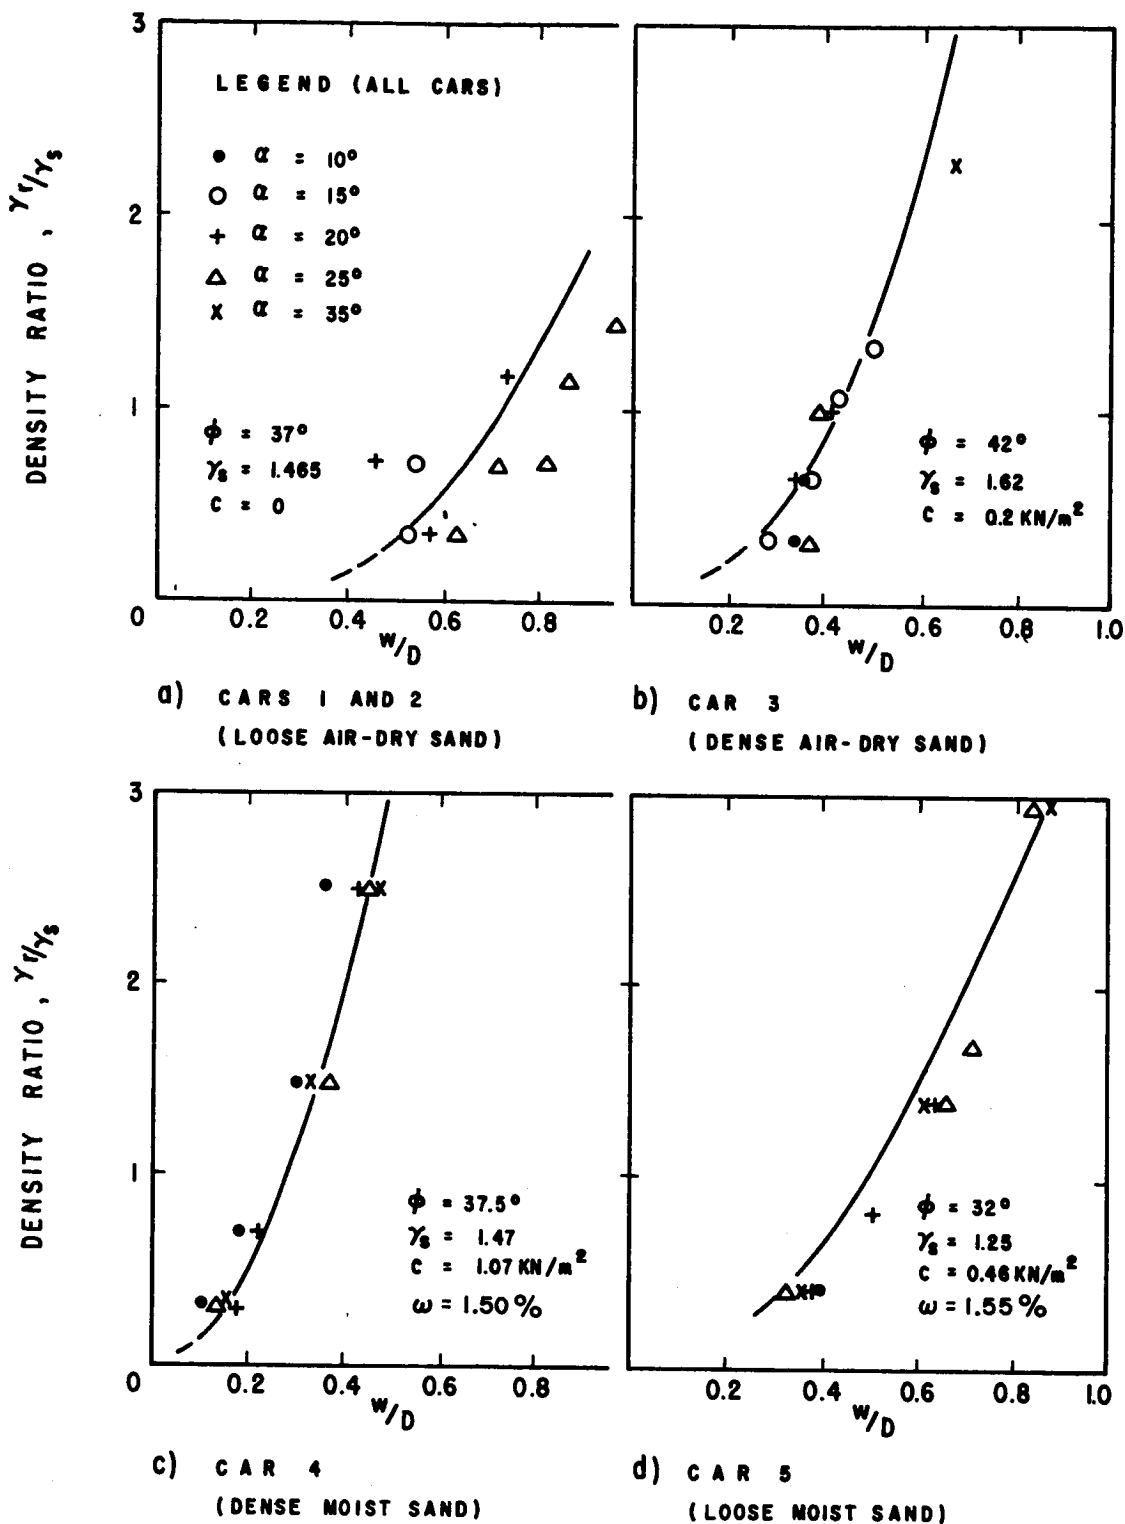 DENSITY RATIO , γr/γs
3
2
1
0
LEGEND (ALL CARS)
● α = 10°
○ α = 15°
+ α = 20°
△ α = 25°
x α = 35°
ϕ = 37°
γs = 1.465
C = 0
0.2 0.4 0.6 0.8
w/D
a) CARS 1 AND 2
(LOOSE AIR-DRY SAND)
ϕ = 42°
γs = 1.62
C = 0.2 KN/m²
0.2 0.4 0.6 0.8 1.0
w/D
b) CAR 3
(DENSE AIR-DRY SAND)
DENSITY RATIO , γr/γs
3
2
1
0
ϕ = 37.5°
γs = 1.47
C = 1.07 KN/m²
ω = 1.50 %
0.2 0.4 0.6 0.8
w/D
c) CAR 4
(DENSE MOIST SAND)
ϕ = 32°
γs = 1.25
C = 0.46 KN/m²
ω = 1.55 %
0.2 0.4 0.6 0.8 1.0
w/D
d) CAR 5
(LOOSE MOIST SAND)